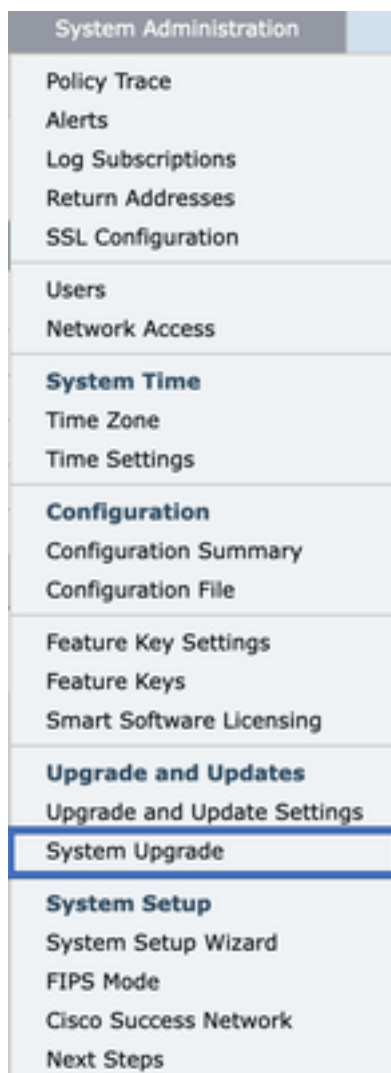 System Administration
Policy Trace
Alerts
Log Subscriptions
Return Addresses
SSL Configuration
Users
Network Access
System Time
Time Zone
Time Settings
Configuration
Configuration Summary
Configuration File
Feature Key Settings
Feature Keys
Smart Software Licensing
Upgrade and Updates
Upgrade and Update Settings
System Upgrade
System Setup
System Setup Wizard
FIPS Mode
Cisco Success Network
Next Steps